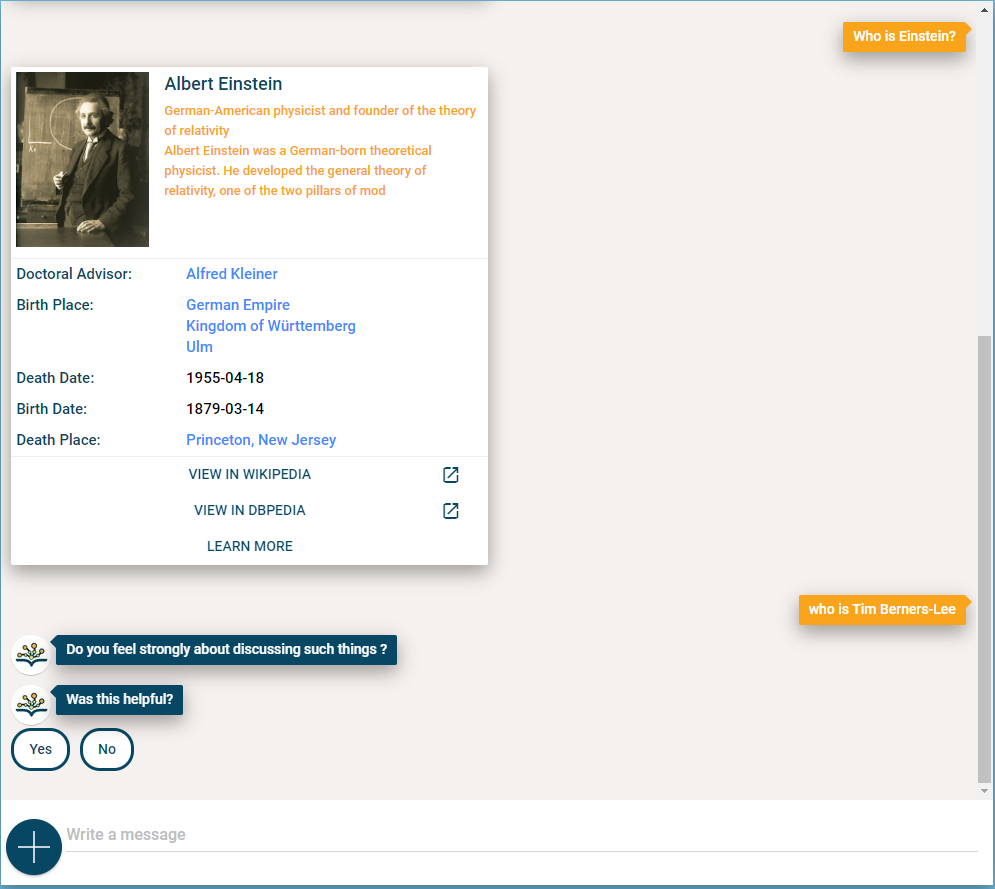 Who is Einstein?
Albert Einstein
German-American physicist and founder of the theory
of relativity
Albert Einstein was a German-born theoretical
physicist. He developed the general theory of
relativity, one of the two pillars of mod
Doctoral Advisor: Alfred Kleiner
Birth Place: German Empire
Kingdom of Württemberg
Ulm
Death Date: 1955-04-18
Birth Date: 1879-03-14
Death Place: Princeton, New Jersey
VIEW IN WIKIPEDIA
VIEW IN DBPEDIA
LEARN MORE
who is Tim Berners-Lee
Do you feel strongly about discussing such things ?
Was this helpful?
Yes No
Write a message